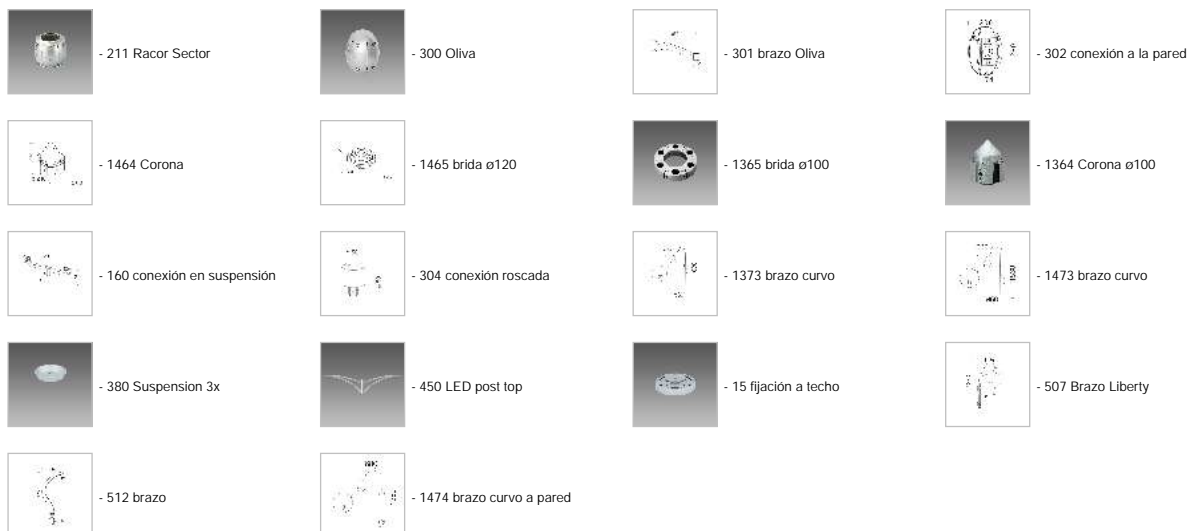 - 211 Racor Sector
- 300 Oliva
- 301 brazo Oliva
- 302 conexión a la pared
- 1464 Corona
- 1465 brida ø120
- 1365 brida ø100
- 1364 Corona ø100
- 160 conexión en suspensión
- 304 conexión roscada
- 1373 brazo curvo
- 1473 brazo curvo
- 380 Suspension 3x
- 450 LED post top
- 15 fijación a techo
- 507 Brazo Liberty
- 512 brazo
- 1474 brazo curvo a pared